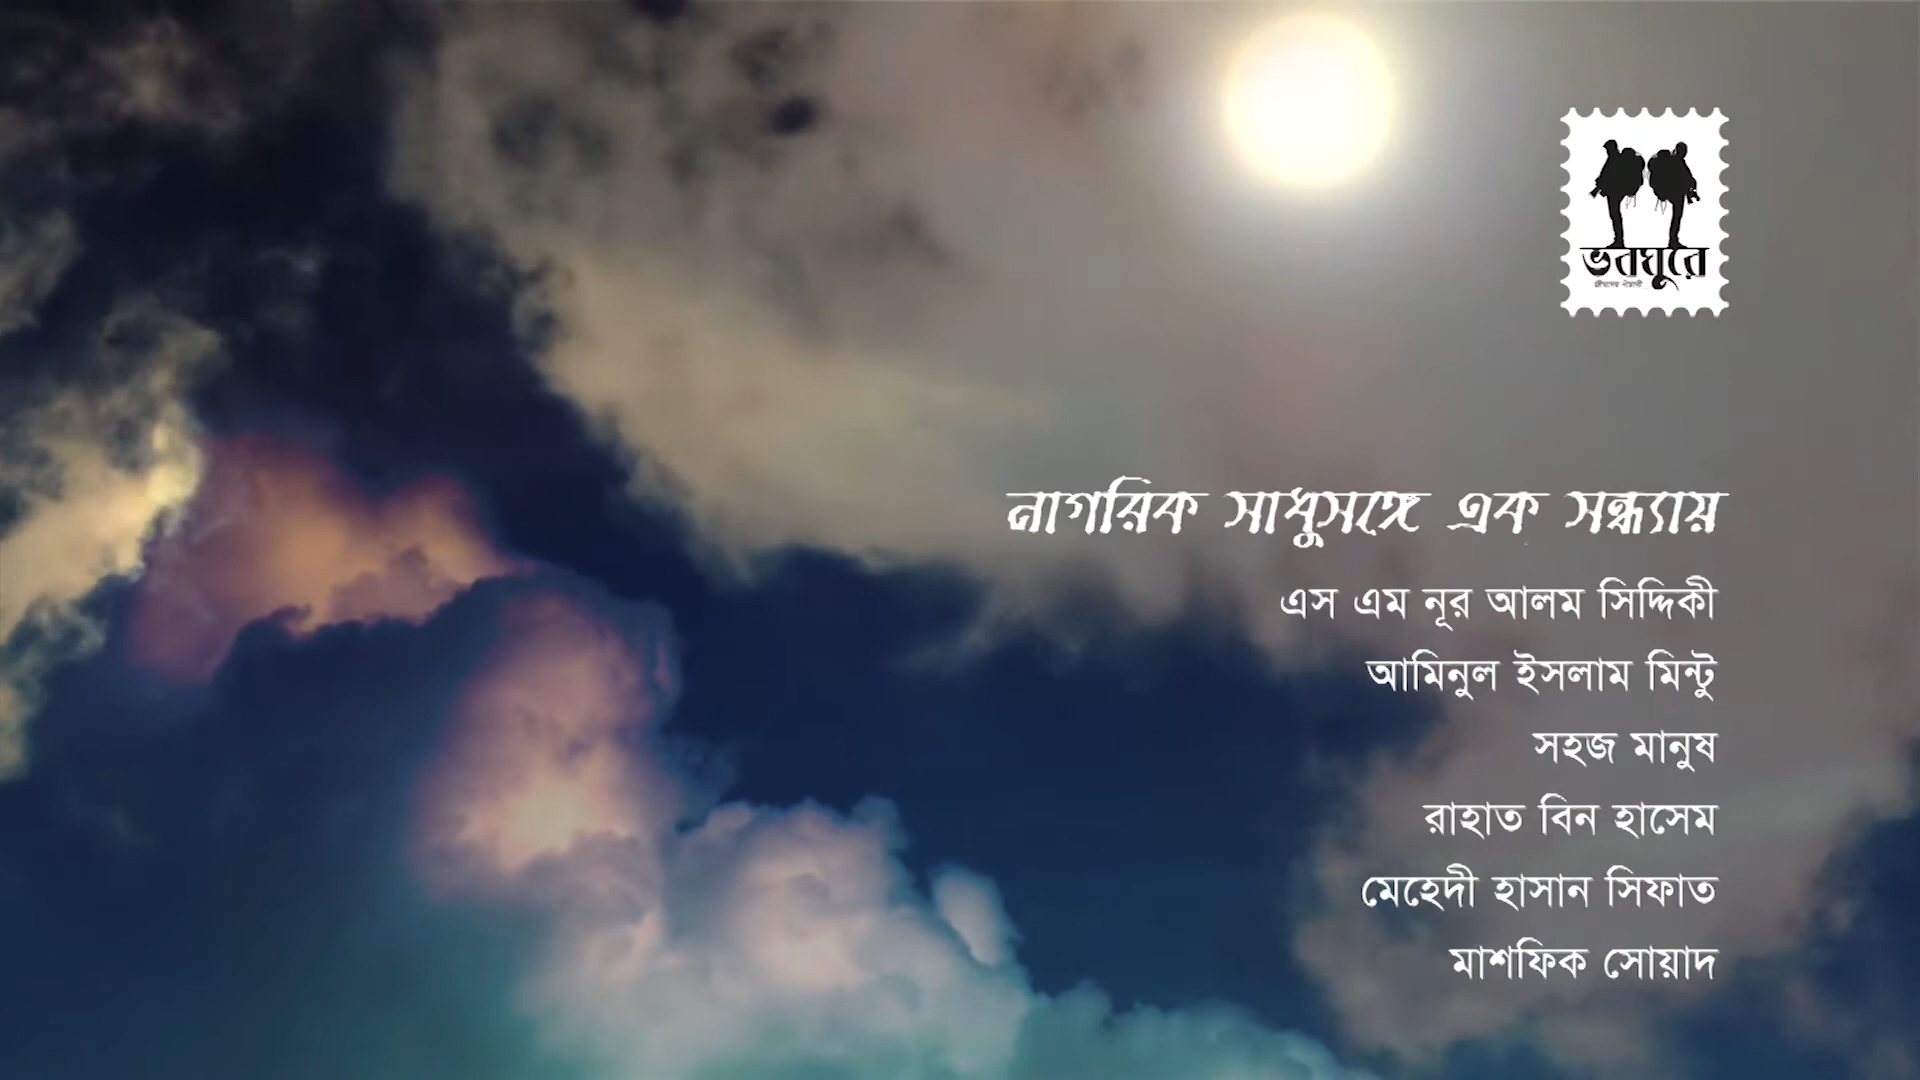 ভবঘুরে
নাগরিক সাধুসঙ্গে এক সন্ধ্যায়
এস এম নূর আলম সিদ্দিকী
আমিনুল ইসলাম মিন্টু
সহজ মানুষ
রাহাত বিন হাসেম
মেহেদী হাসান সিফাত
মাশফিক সোয়াদ